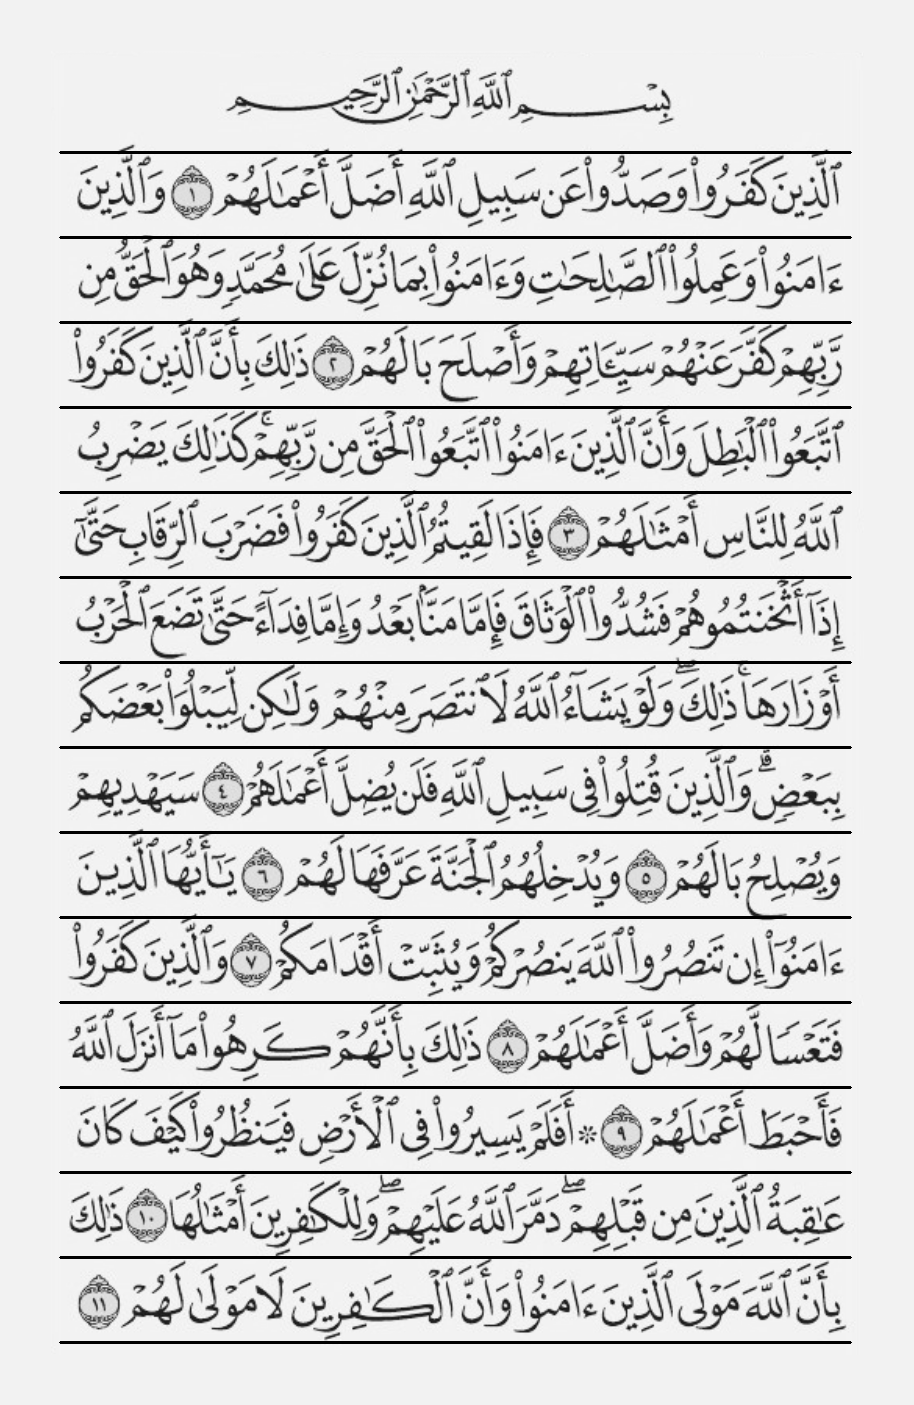 بِسْمِ ٱللَّهِ ٱلرَّحْمَٰنِ ٱلرَّحِيمِ
ٱلَّذِينَ كَفَرُوا۟ وَصَدُّوا۟ عَن سَبِيلِ ٱللَّهِ أَضَلَّ أَعْمَٰلَهُمْ ١ وَٱلَّذِينَ
ءَامَنُوا۟ وَعَمِلُوا۟ ٱلصَّٰلِحَٰتِ وَءَامَنُوا۟ بِمَا نُزِّلَ عَلَىٰ مُحَمَّدٍ وَهُوَ ٱلْحَقُّ مِن
رَّبِّهِمْ كَفَّرَ عَنْهُمْ سَيِّـَٔاتِهِمْ وَأَصْلَحَ بَالَهُمْ ٢ ذَٰلِكَ بِأَنَّ ٱلَّذِينَ كَفَرُوا۟
ٱتَّبَعُوا۟ ٱلْبَٰطِلَ وَأَنَّ ٱلَّذِينَ ءَامَنُوا۟ ٱتَّبَعُوا۟ ٱلْحَقَّ مِن رَّبِّهِمْ ۚ كَذَٰلِكَ يَضْرِبُ
ٱللَّهُ لِلنَّاسِ أَمْثَٰلَهُمْ ٣ فَإِذَا لَقِيتُمُ ٱلَّذِينَ كَفَرُوا۟ فَضَرْبَ ٱلرِّقَابِ حَتَّىٰٓ
إِذَآ أَثْخَنتُمُوهُمْ فَشُدُّوا۟ ٱلْوَثَاقَ فَإِمَّا مَنًّۢا بَعْدُ وَإِمَّا فِدَآءً حَتَّىٰ تَضَعَ ٱلْحَرْبُ
أَوْزَارَهَا ۚ ذَٰلِكَ ۖ وَلَوْ يَشَآءُ ٱللَّهُ لَٱنتَصَرَ مِنْهُمْ وَلَٰكِن لِّيَبْلُوَا۟ بَعْضَكُم
بِبَعْضٍ ۗ وَٱلَّذِينَ قُتِلُوا۟ فِى سَبِيلِ ٱللَّهِ فَلَن يُضِلَّ أَعْمَٰلَهُمْ ٤ سَيَهْدِيهِمْ
وَيُصْلِحُ بَالَهُمْ ٥ وَيُدْخِلُهُمُ ٱلْجَنَّةَ عَرَّفَهَا لَهُمْ ٦ يَٰٓأَيُّهَا ٱلَّذِينَ
ءَامَنُوٓا۟ إِن تَنصُرُوا۟ ٱللَّهَ يَنصُرْكُمْ وَيُثَبِّتْ أَقْدَامَكُمْ ٧ وَٱلَّذِينَ كَفَرُوا۟
فَتَعْسًا لَّهُمْ وَأَضَلَّ أَعْمَٰلَهُمْ ٨ ذَٰلِكَ بِأَنَّهُمْ كَرِهُوا۟ مَآ أَنزَلَ ٱللَّهُ
فَأَحْبَطَ أَعْمَٰلَهُمْ ٩ ۞ أَفَلَمْ يَسِيرُوا۟ فِى ٱلْأَرْضِ فَيَنظُرُوا۟ كَيْفَ كَانَ
عَٰقِبَةُ ٱلَّذِينَ مِن قَبْلِهِمْ ۖ دَمَّرَ ٱللَّهُ عَلَيْهِمْ ۖ وَلِلْكَٰفِرِينَ أَمْثَٰلُهَا ١٠ ذَٰلِكَ
بِأَنَّ ٱللَّهَ مَوْلَى ٱلَّذِينَ ءَامَنُوا۟ وَأَنَّ ٱلْكَٰفِرِينَ لَا مَوْلَىٰ لَهُمْ ١١